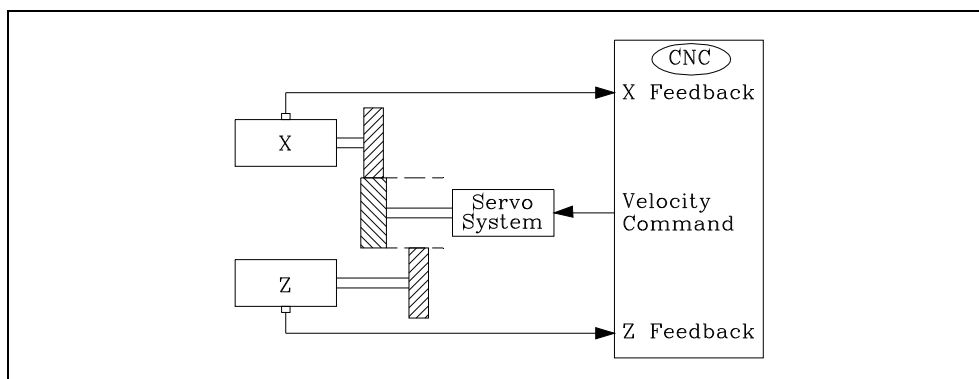 CNC
X Feedback
X
Servo
System
Velocity
Command
Z
Z Feedback